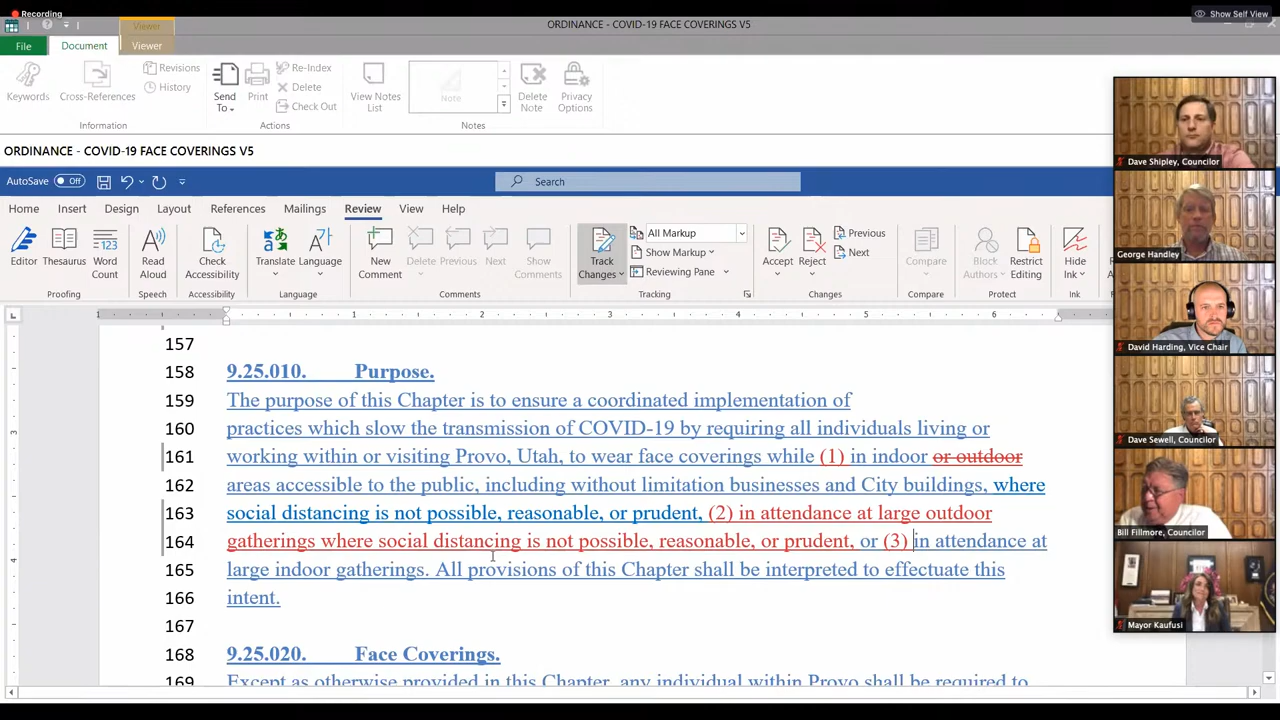 Recording
ORDINANCE - COVID-19 FACE COVERINGS V5
Show Self View
Viewer
File
Document
Viewer
Keywords
Cross-References
Revisions
History
Information
Send To
Print
Re-Index
Delete
Check Out
Actions
View Notes List
Note
Delete Note
Privacy Options
Notes
ORDINANCE - COVID-19 FACE COVERINGS V5
AutoSave Off
Search
Home Insert Design Layout References Mailings Review View Help
Editor
Thesaurus
Word Count
Proofing
Read Aloud
Speech
Check Accessibility
Accessibility
Translate
Language
Language
New Comment
Delete
Previous
Next
Show Comments
Comments
Track Changes
All Markup
Show Markup
Reviewing Pane
Tracking
Accept
Reject
Previous
Next
Changes
Compare
Compare
Block Authors
Restrict Editing
Protect
Hide Ink
Ink
1 1 2 3 4 5 6
157
158 9.25.010. Purpose.
159 The purpose of this Chapter is to ensure a coordinated implementation of
160 practices which slow the transmission of COVID-19 by requiring all individuals living or
161 working within or visiting Provo, Utah, to wear face coverings while (1) in indoor or outdoor
162 areas accessible to the public, including without limitation businesses and City buildings, where
163 social distancing is not possible, reasonable, or prudent, (2) in attendance at large outdoor
164 gatherings where social distancing is not possible, reasonable, or prudent, or (3) in attendance at
165 large indoor gatherings. All provisions of this Chapter shall be interpreted to effectuate this
166 intent.
167
168 9.25.020. Face Coverings.
169 Except as otherwise provided in this Chapter, any individual within Provo shall be required to
3
4
Dave Shipley, Councilor
George Handley
David Harding, Vice Chair
Dave Sewell, Councilor
Bill Fillmore, Councilor
Mayor Kaufusi